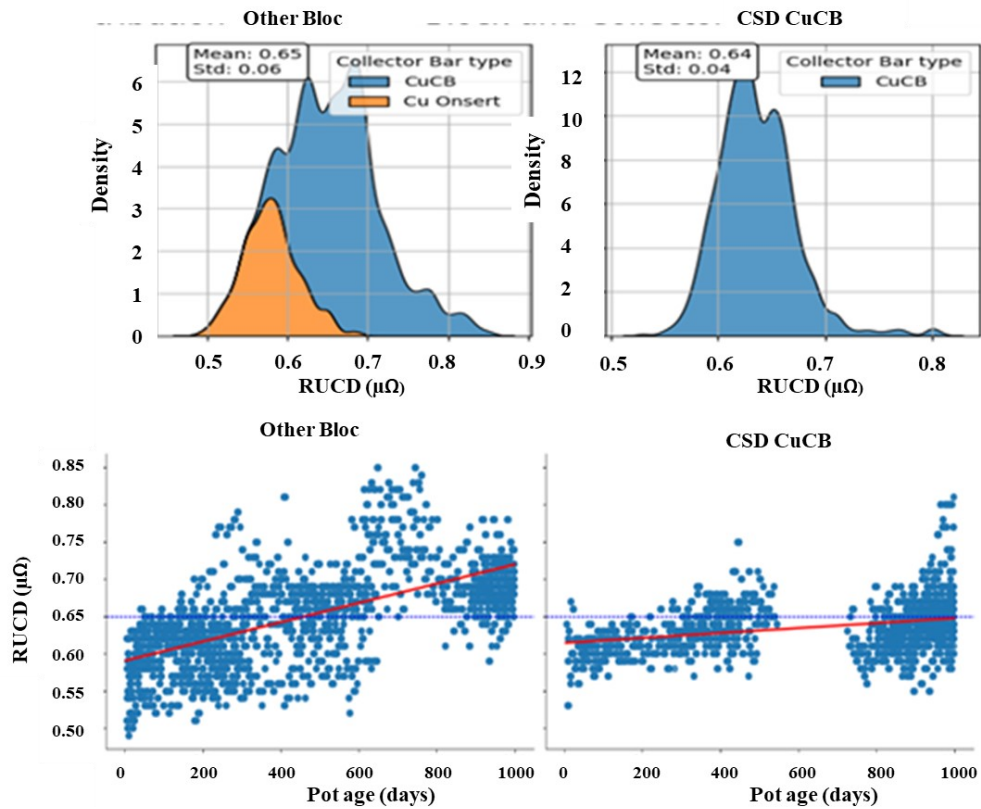 Other Bloc
CSD CuCB
Mean: 0.65
Std: 0.06
Collector Bar type
CuCB
Cu Onsert
Mean: 0.64
Std: 0.04
Collector Bar type
CuCB
Density
6
5
4
3
2
1
0
0.5 0.6 0.7 0.8 0.9
RUCD (μΩ)
Density
12
10
8
6
4
2
0
0.5 0.6 0.7 0.8
RUCD (μΩ)
Other Bloc
CSD CuCB
RUCD (μΩ)
0.85
0.80
0.75
0.70
0.65
0.60
0.55
0.50
0 200 400 600 800 1000
Pot age (days)
0 200 400 600 800 1000
Pot age (days)